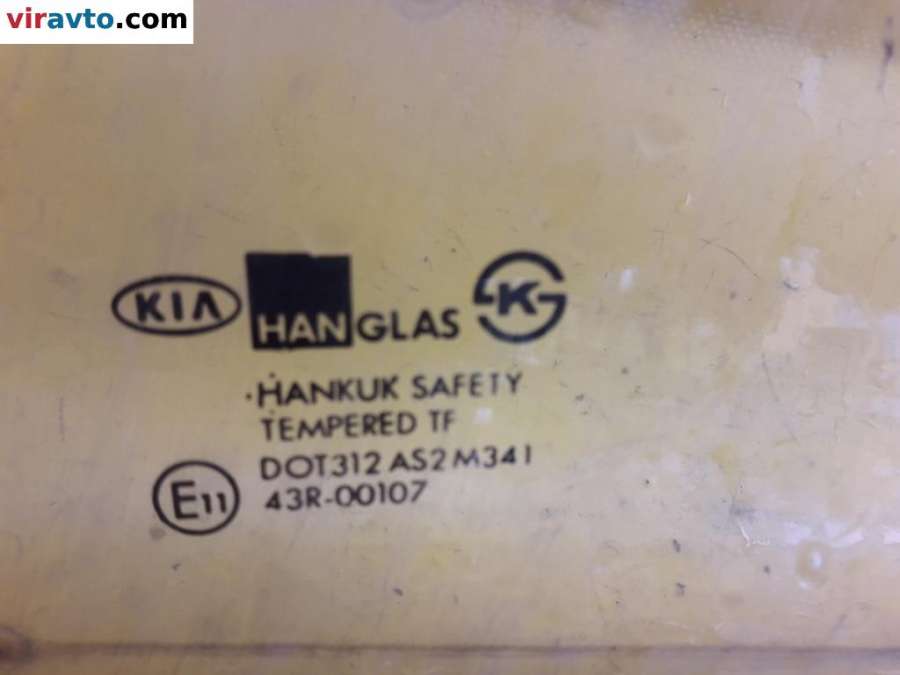 viravto.com
KIA HANGLAS K
·HANKUK SAFETY
TEMPERED TF
DOT312 AS2 M341
E11 43R-00107